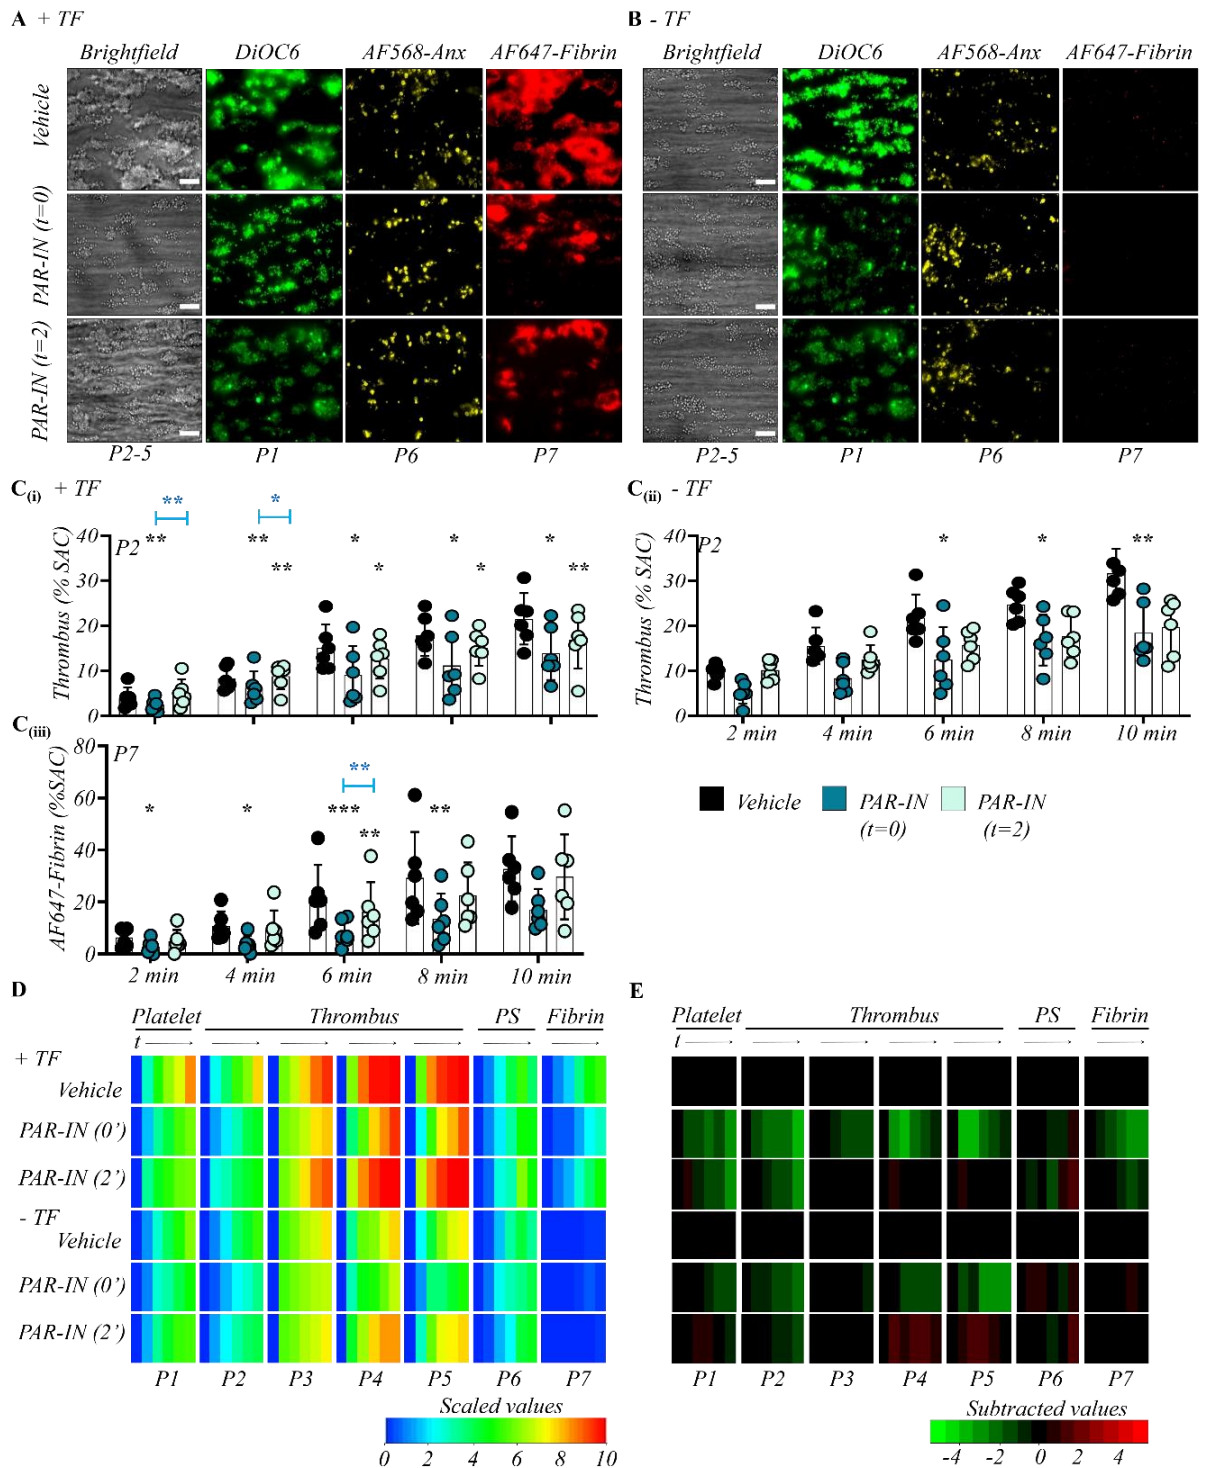 A + TF
Brightfield DiOC6 AF568-Anx AF647-Fibrin
Vehicle
PAR-IN (t=0)
PAR-IN (t=2)
P2-5 P1 P6 P7
B - TF
Brightfield DiOC6 AF568-Anx AF647-Fibrin
P2-5 P1 P6 P7
C(i) + TF
** *
** ** * * *
** * * **
P2
Thrombus (% SAC)
40
30
20
10
0
C(ii) - TF
* * **
P2
Thrombus (% SAC)
40
30
20
10
0
2 min 4 min 6 min 8 min 10 min
C(iii)
P7
**
* * *** **
**
AF647-Fibrin (%SAC)
80
60
40
20
0
2 min 4 min 6 min 8 min 10 min
Vehicle
PAR-IN (t=0)
PAR-IN (t=2)
D
Platelet Thrombus PS Fibrin
t
+ TF
Vehicle
PAR-IN (0')
PAR-IN (2')
- TF
Vehicle
PAR-IN (0')
PAR-IN (2')
P1 P2 P3 P4 P5 P6 P7
Scaled values
0 2 4 6 8 10
E
Platelet Thrombus PS Fibrin
t
P1 P2 P3 P4 P5 P6 P7
Subtracted values
-4 -2 0 2 4